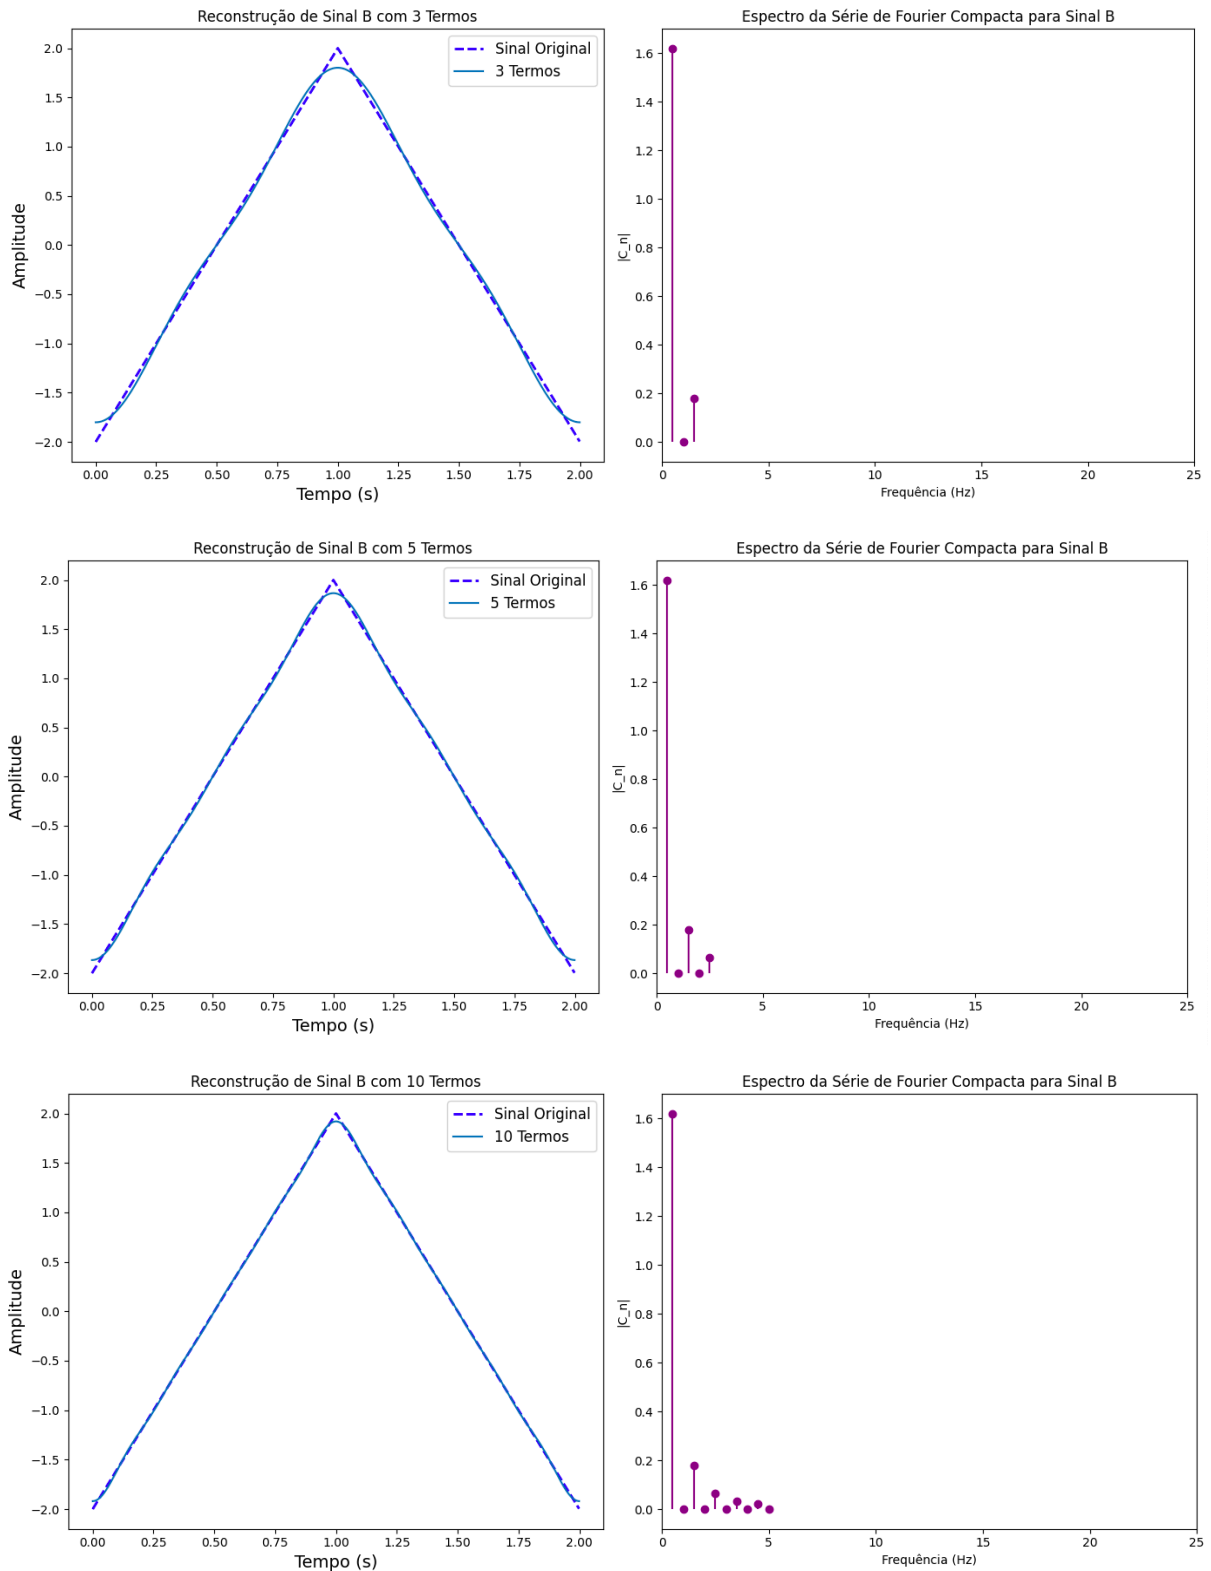 Reconstrução de Sinal B com 3 Termos
Sinal Original
3 Termos
2.0
1.5
1.0
0.5
0.0
−0.5
−1.0
−1.5
−2.0
Amplitude
0.00 0.25 0.50 0.75 1.00 1.25 1.50 1.75 2.00
Tempo (s)
Espectro da Série de Fourier Compacta para Sinal B
1.6
1.4
1.2
1.0
0.8
0.6
0.4
0.2
0.0
|C_n|
0 5 10 15 20 25
Frequência (Hz)
Reconstrução de Sinal B com 5 Termos
Sinal Original
5 Termos
2.0
1.5
1.0
0.5
0.0
−0.5
−1.0
−1.5
−2.0
Amplitude
0.00 0.25 0.50 0.75 1.00 1.25 1.50 1.75 2.00
Tempo (s)
Espectro da Série de Fourier Compacta para Sinal B
1.6
1.4
1.2
1.0
0.8
0.6
0.4
0.2
0.0
|C_n|
0 5 10 15 20 25
Frequência (Hz)
Reconstrução de Sinal B com 10 Termos
Sinal Original
10 Termos
2.0
1.5
1.0
0.5
0.0
−0.5
−1.0
−1.5
−2.0
Amplitude
0.00 0.25 0.50 0.75 1.00 1.25 1.50 1.75 2.00
Tempo (s)
Espectro da Série de Fourier Compacta para Sinal B
1.6
1.4
1.2
1.0
0.8
0.6
0.4
0.2
0.0
|C_n|
0 5 10 15 20 25
Frequência (Hz)